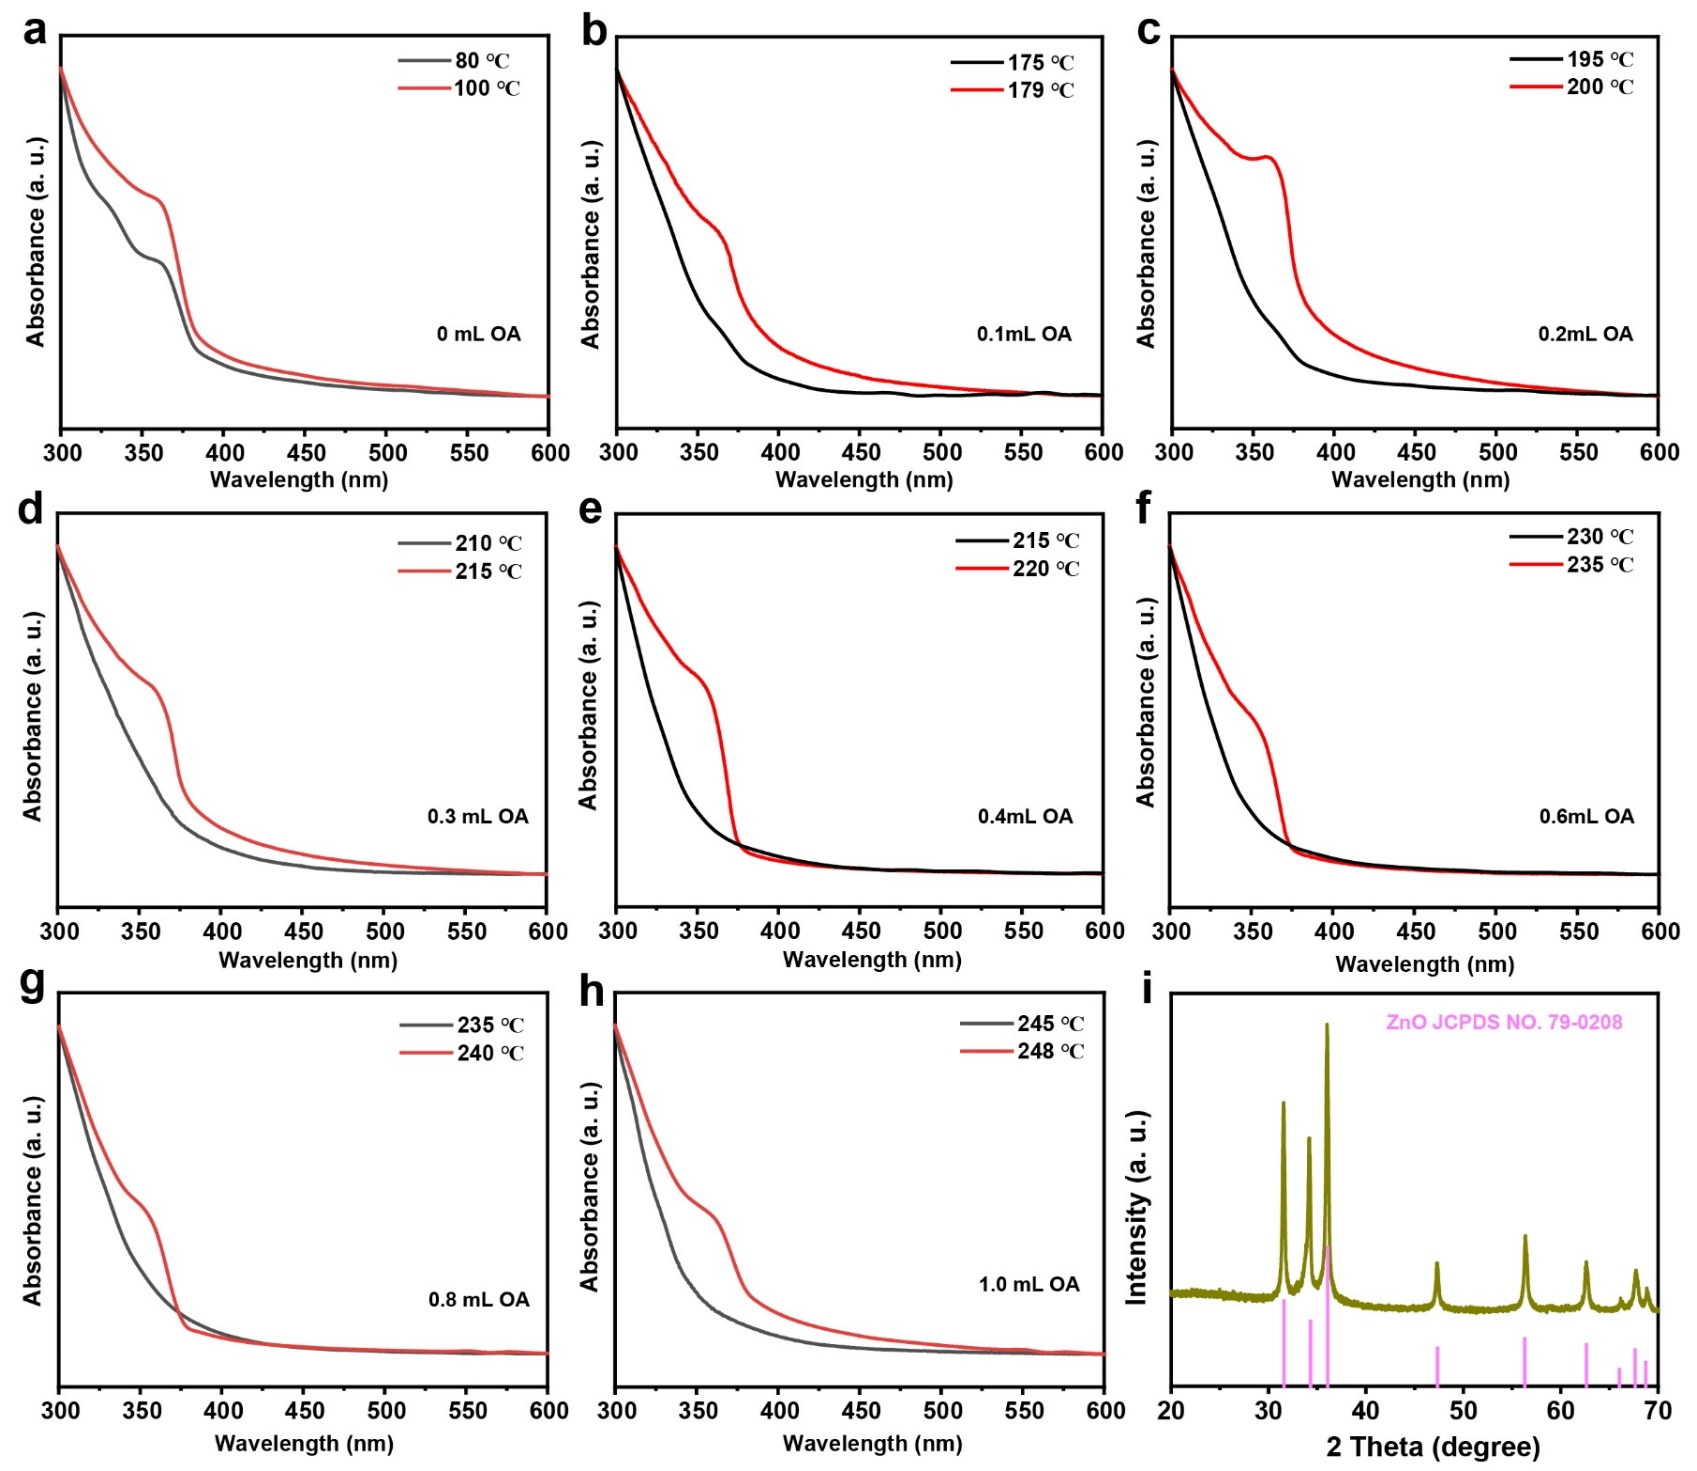 a
80 °C
100 °C
Absorbance (a. u.)
0 mL OA
300 350 400 450 500 550 600
Wavelength (nm)
b
175 °C
179 °C
Absorbance (a. u.)
0.1mL OA
300 350 400 450 500 550 600
Wavelength (nm)
c
195 °C
200 °C
Absorbance (a. u.)
0.2mL OA
300 350 400 450 500 550 600
Wavelength (nm)
d
210 °C
215 °C
Absorbance (a. u.)
0.3 mL OA
300 350 400 450 500 550 600
Wavelength (nm)
e
215 °C
220 °C
Absorbance (a. u.)
0.4mL OA
300 350 400 450 500 550 600
Wavelength (nm)
f
230 °C
235 °C
Absorbance (a. u.)
0.6mL OA
300 350 400 450 500 550 600
Wavelength (nm)
g
235 °C
240 °C
Absorbance (a. u.)
0.8 mL OA
300 350 400 450 500 550 600
Wavelength (nm)
h
245 °C
248 °C
Absorbance (a. u.)
1.0 mL OA
300 350 400 450 500 550 600
Wavelength (nm)
i
ZnO JCPDS NO. 79-0208
Intensity (a. u.)
20 30 40 50 60 70
2 Theta (degree)